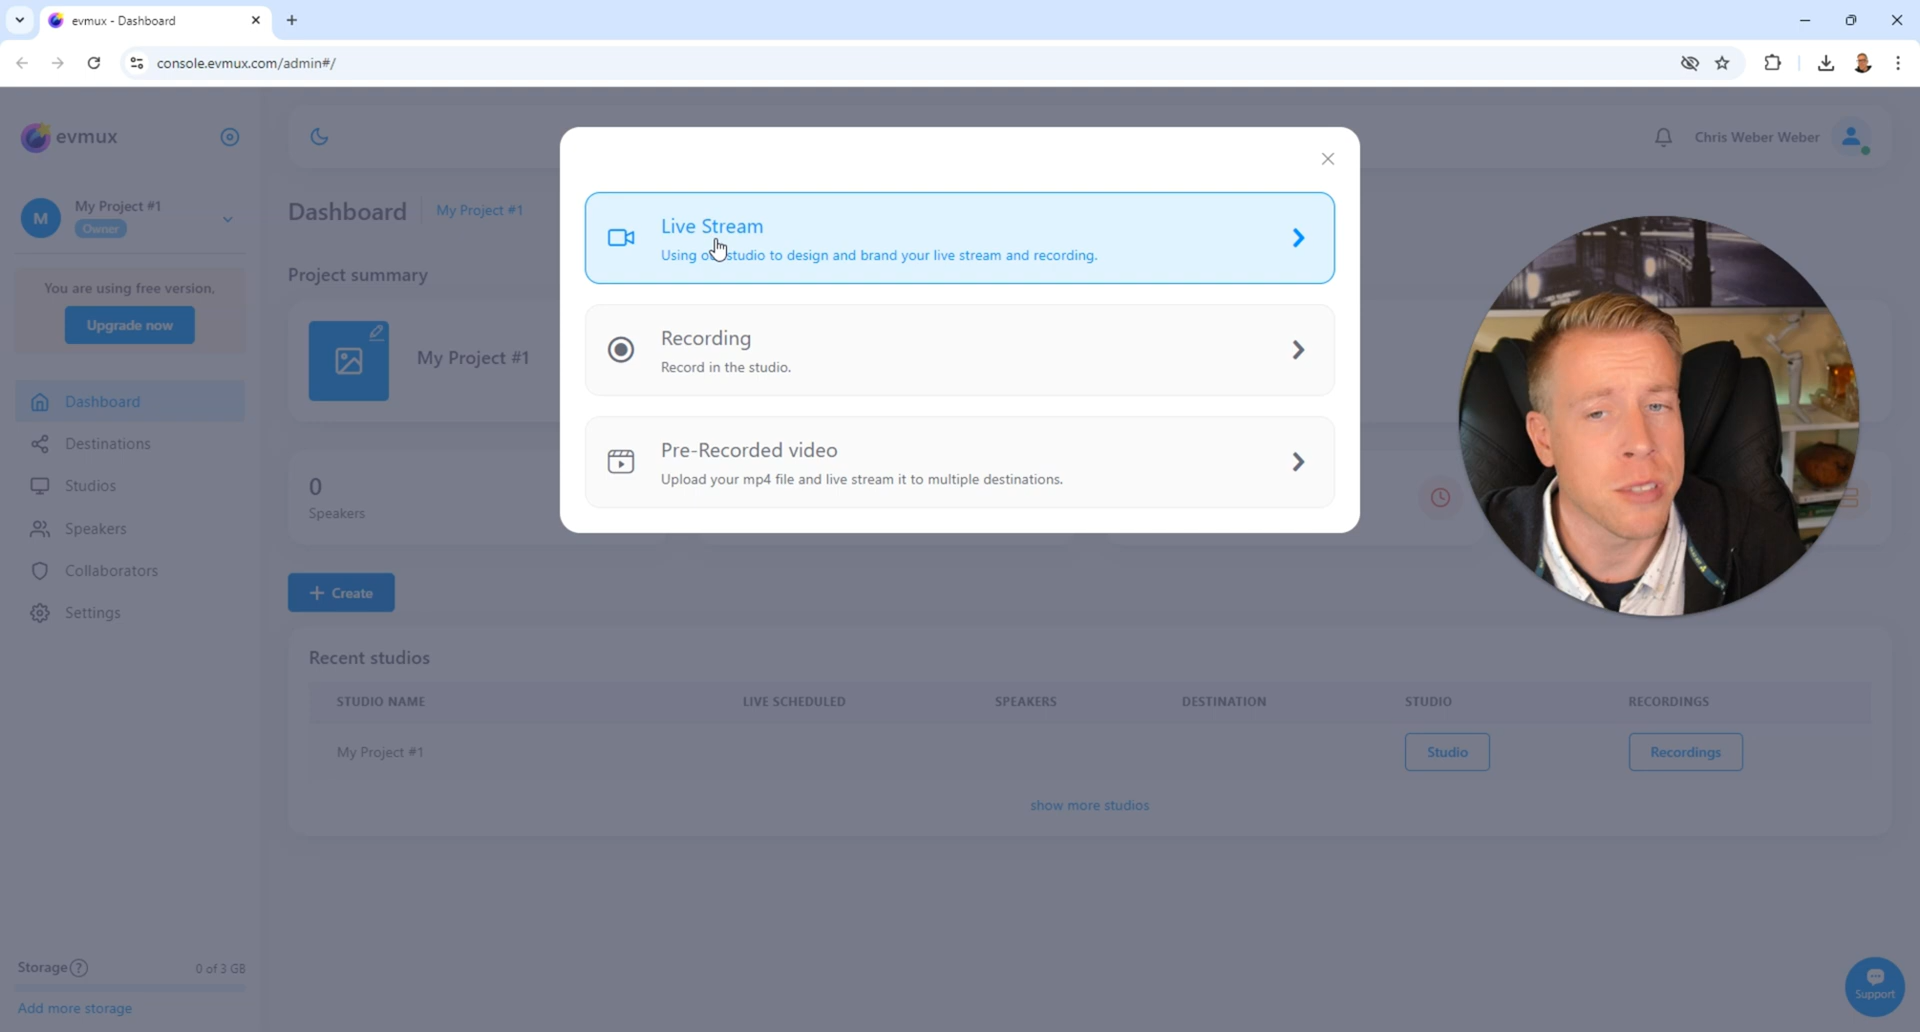 evmux - Dashboard
console.evmux.com/admin#/
evmux
Chris Weber Weber
M
My Project #1
Owner
Dashboard
My Project #1
You are using free version.
Upgrade now
Project summary
My Project #1
Dashboard
Destinations
Studios
Speakers
Collaborators
Settings
0
Speakers
Live Stream
Using studio to design and brand your live stream and recording.
Recording
Record in the studio.
Pre-Recorded video
Upload your mp4 file and live stream it to multiple destinations.
+ Create
Recent studios
STUDIO NAME
LIVE SCHEDULED
SPEAKERS
DESTINATION
STUDIO
RECORDINGS
My Project #1
Studio
Recordings
show more studios
Storage ?
0 of 3 GB
Add more storage
Support